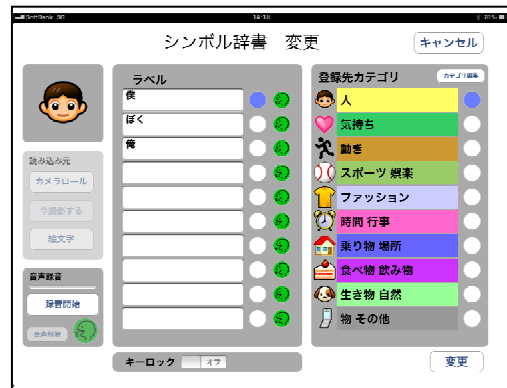 SoftBank 3G 14:18 78%
シンボル辞書 変更
キャンセル
ラベル
僕
ぼく
俺
登録先カテゴリ
カテゴリ編集
人
気持ち
動き
スポーツ 娯楽
ファッション
時間 行事
乗り物 場所
食べ物 飲み物
生き物 自然
物 その他
読み込み元
カメラロール
今撮影する
絵文字
音声録音
録音開始
音声削除
キーロック オフ
変更